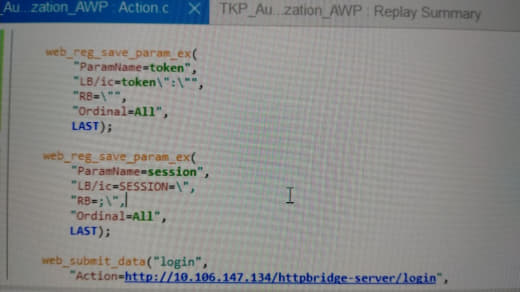 _Au...zation_AWP : Action.c X TKP_Au...zation_AWP : Replay Summary
web_reg_save_param_ex(
"ParamName=token",
"LB/ic=token\":\"",
"RB=\"",
"Ordinal=All",
LAST);
web_reg_save_param_ex(
"ParamName=session",
"LB/ic=SESSION=\",
"RB=;\",
"Ordinal=All",
LAST);
web_submit_data("login",
"Action=http://10.106.147.134/httpbridge-server/login",